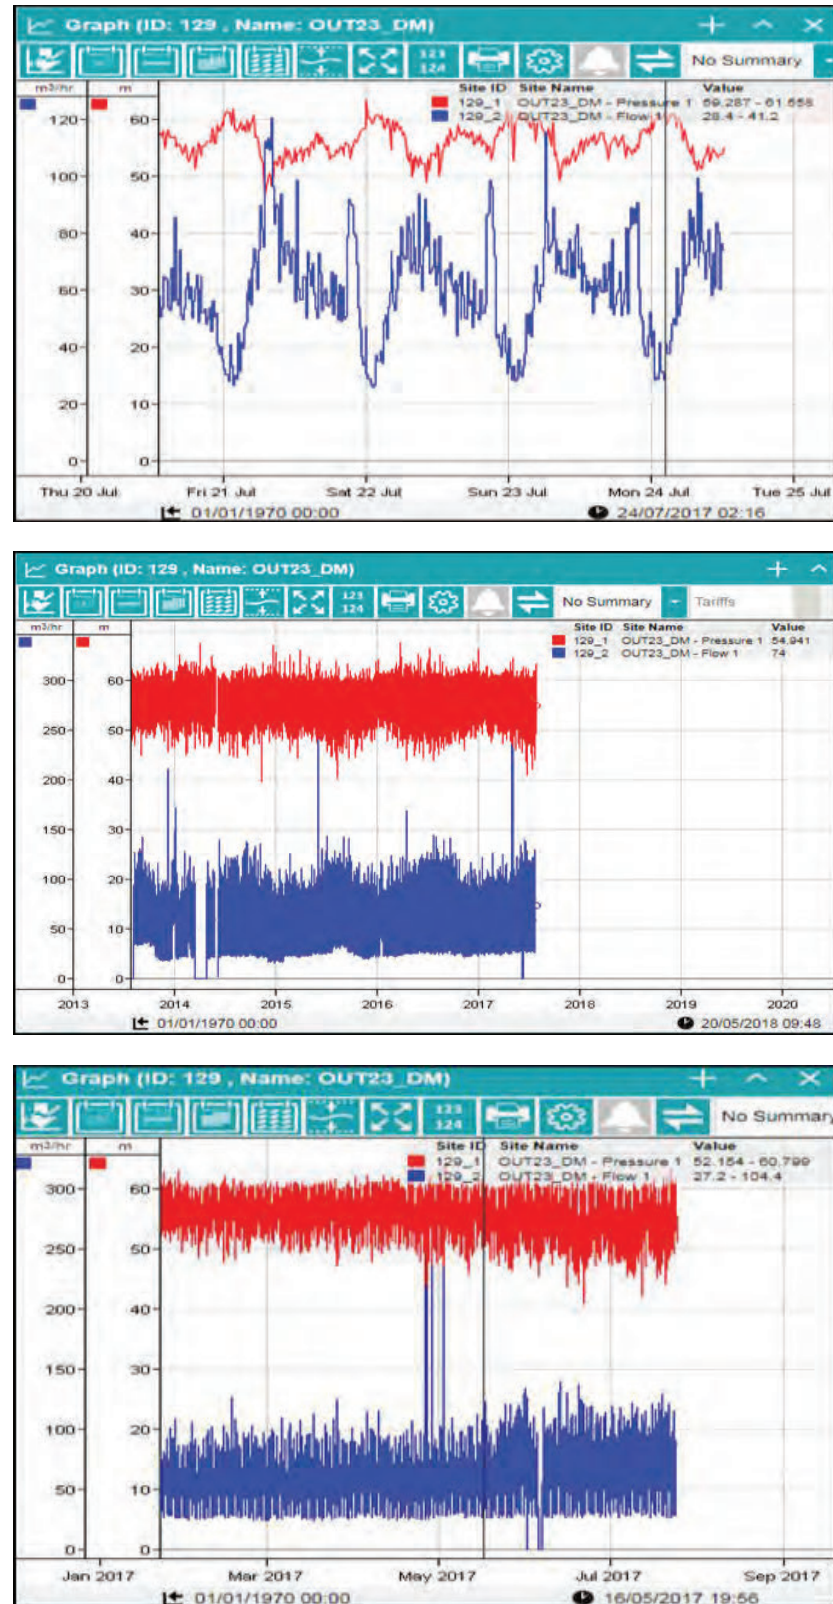 Graph (ID: 129 , Name: OUT23_DM)
123
124
No Summary
m3/hr m Site ID Site Name Value
129_1 OUT23_DM - Pressure 1 59.287 - 61.558
129_2 OUT23_DM - Flow 1 28.4 - 41.2
120 60
100 50
80 40
60 30
40 20
20 10
0 0
Thu 20 Jul Fri 21 Jul Sat 22 Jul Sun 23 Jul Mon 24 Jul Tue 25 Jul
01/01/1970 00:00 24/07/2017 02:16
Graph (ID: 129 , Name: OUT23_DM)
123
124
No Summary Tariffs
m3/hr m Site ID Site Name Value
129_1 OUT23_DM - Pressure 1 54.941
129_2 OUT23_DM - Flow 1 74
300 60
250 50
200 40
150 30
100 20
50 10
0 0
2013 2014 2015 2016 2017 2018 2019 2020
01/01/1970 00:00 20/05/2018 09:48
Graph (ID: 129 , Name: OUT23_DM)
123
124
No Summary
m3/hr m Site ID Site Name Value
129_1 OUT23_DM - Pressure 1 52.154 - 60.799
129_2 OUT23_DM - Flow 1 27.2 - 104.4
300 60
250 50
200 40
150 30
100 20
50 10
0 0
Jan 2017 Mar 2017 May 2017 Jul 2017 Sep 2017
01/01/1970 00:00 16/05/2017 19:56